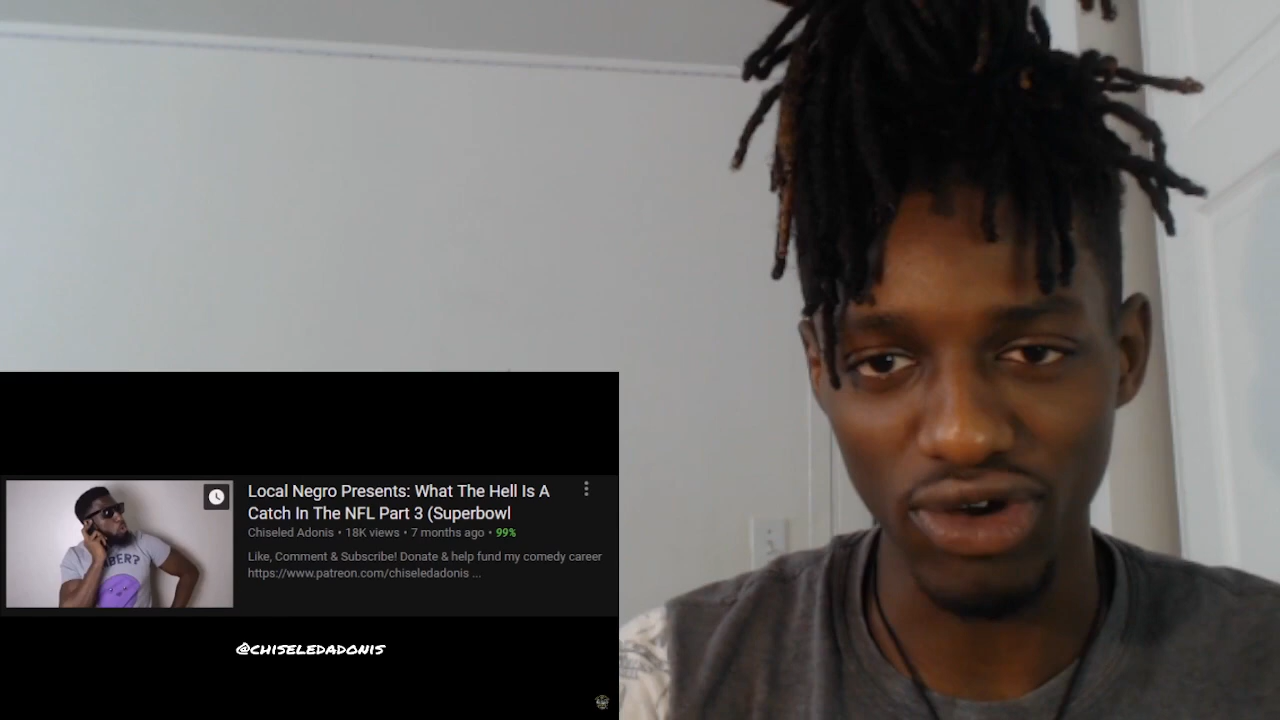 Local Negro Presents: What The Hell Is A
Catch In The NFL Part 3 (Superbowl
Chiseled Adonis • 18K views • 7 months ago • 99%
Like, Comment & Subscribe! Donate & help fund my comedy career
https://www.patreon.com/chiseledadonis ...
BER?
@CHISELEDADONIS